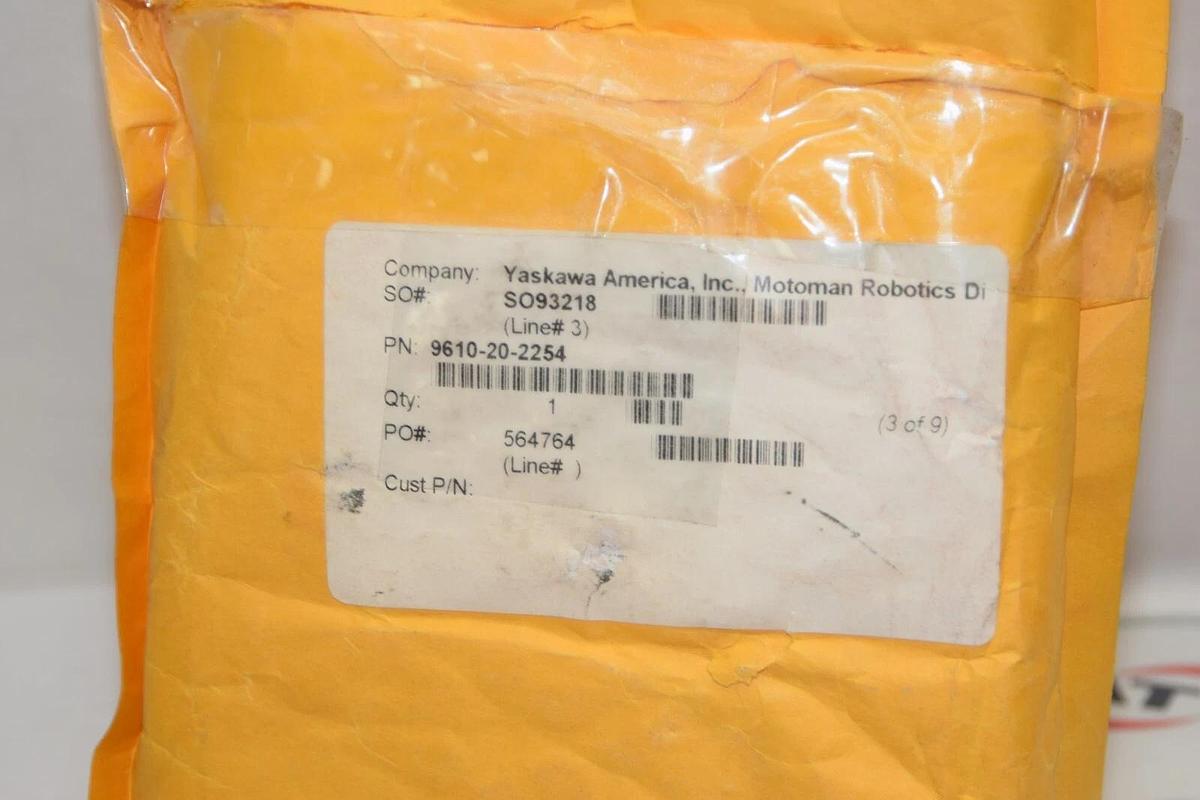 Company: Yaskawa America, Inc., Motoman Robotics Di
SO#: SO93218
(Line# 3)
PN: 9610-20-2254
Qty: 1
(3 of 9)
PO#: 564764
(Line# )
Cust P/N: